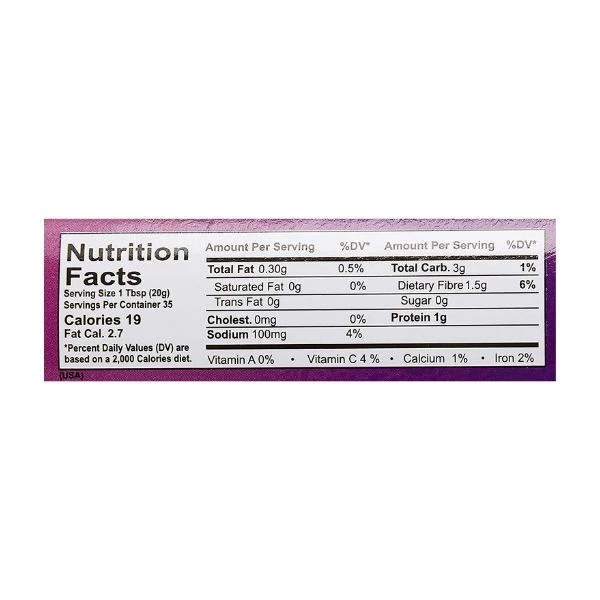 Nutrition
Facts
Serving Size 1 Tbsp (20g)
Servings Per Container 35
Calories 19
Fat Cal. 2.7
*Percent Daily Values (DV) are
based on a 2,000 Calories diet.
(USA)
Amount Per Serving %DV* Amount Per Serving %DV*
Total Fat 0.30g 0.5% Total Carb. 3g 1%
Saturated Fat 0g 0% Dietary Fibre 1.5g 6%
Trans Fat 0g Sugar 0g
Cholest. 0mg 0% Protein 1g
Sodium 100mg 4%
Vitamin A 0% • Vitamin C 4 % • Calcium 1% • Iron 2%